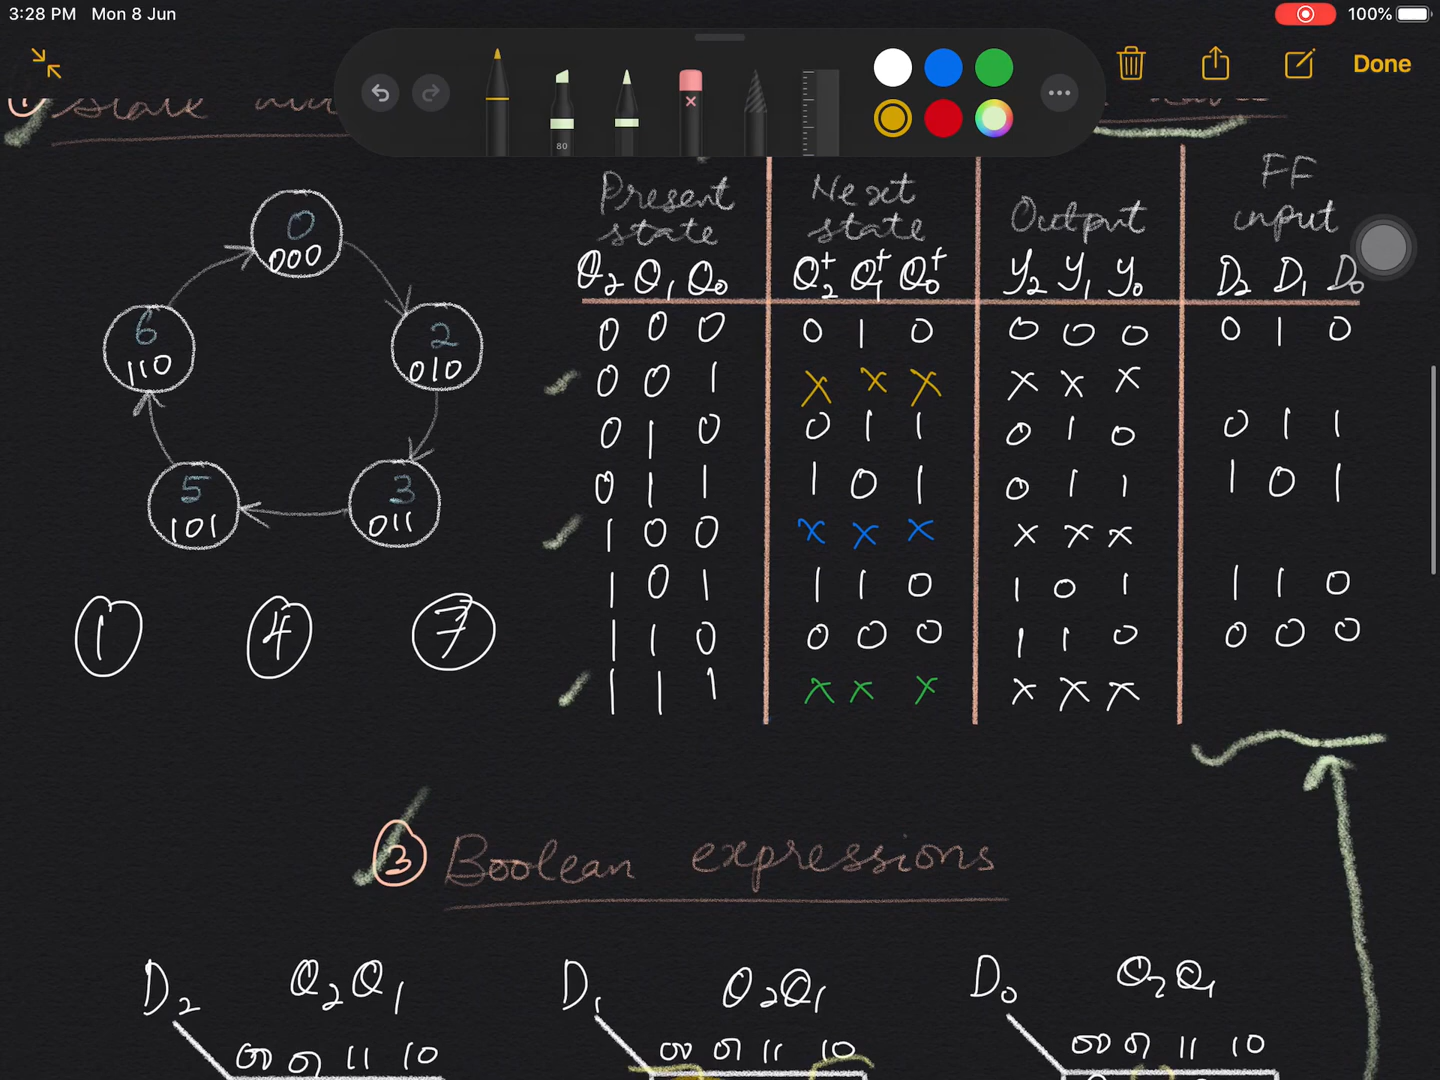 3:28 PM Mon 8 Jun
100%
Done
80
① State
0
000
2
010
3
011
5
101
6
110
1 4 7
Present state | Next state | Output | FF input
Q₂ Q₁ Q₀ | Q₂⁺ Q₁⁺ Q₀⁺ | y₂ y₁ y₀ | D₂ D₁ D₀
0 0 0 | 0 1 0 | 0 0 0 | 0 1 0
0 0 1 | X X X | X X X
0 1 0 | 0 1 1 | 0 1 0 | 0 1 1
0 1 1 | 1 0 1 | 0 1 1 | 1 0 1
1 0 0 | X X X | X X X
1 0 1 | 1 1 0 | 1 0 1 | 1 1 0
1 1 0 | 0 0 0 | 1 1 0 | 0 0 0
1 1 1 | X X X | X X X
③ Boolean expressions
D₂ Q₂Q₁
00 01 11 10
D₁ Q₂Q₁
00 01 11 10
D₀ Q₂Q₁
00 01 11 10